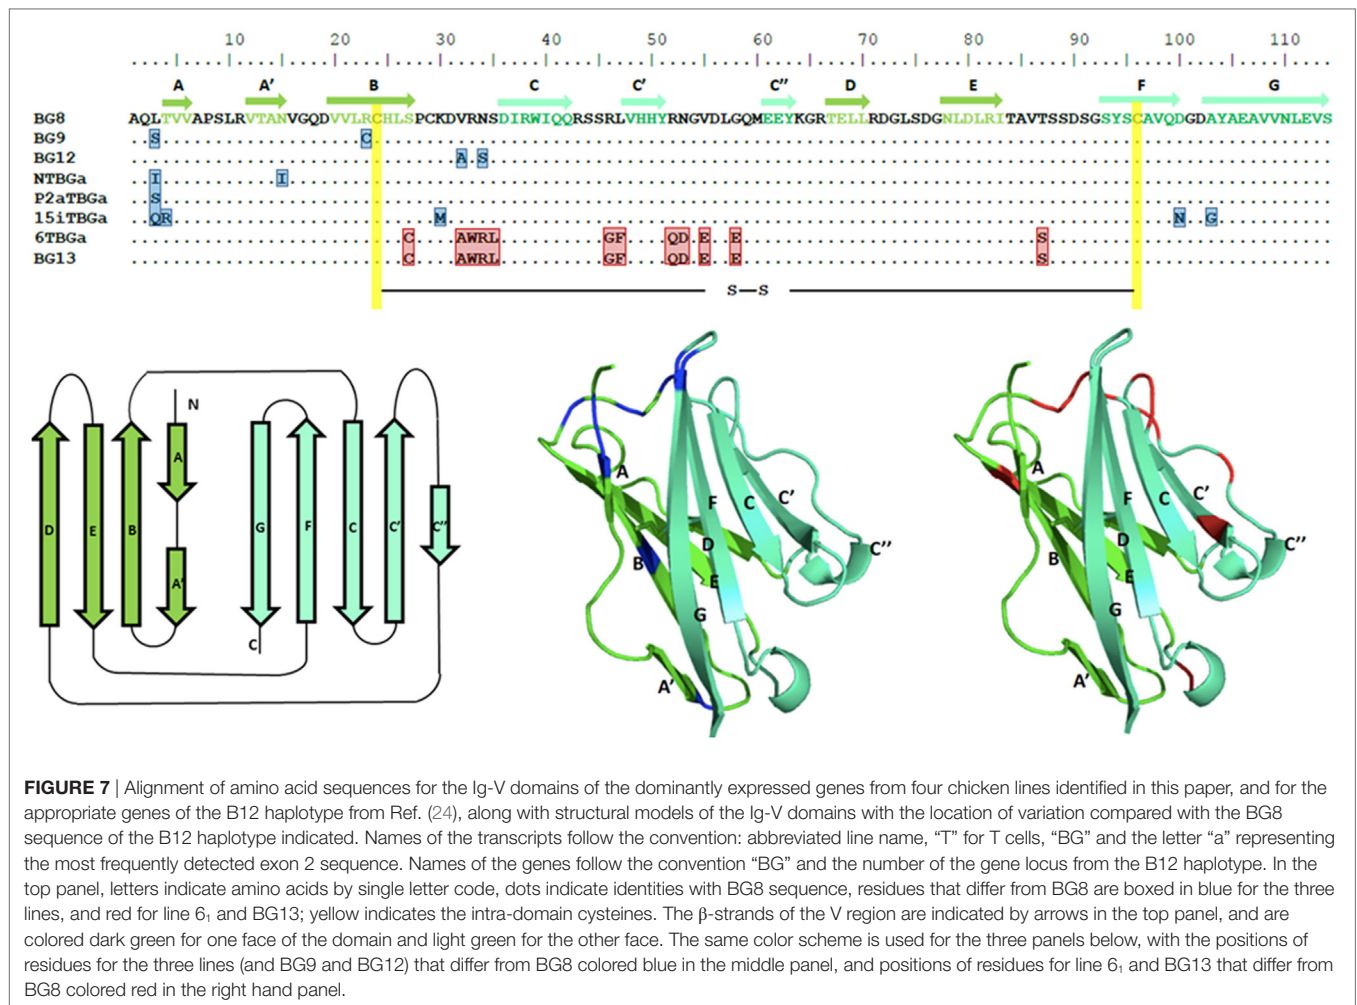 10 20 30 40 50 60 70 80 90 100 110
A A' B C C' C'' D E F G
BG8 AQLTVVAPSLRVTANVGQDVVLRCHLSPCKDVRNSDIRWIQQRSSRLVHHYRNGVDLGQMEEYKGRTELLRDGLSDGNLDLRITAVTSSDSGSYSCAVQDGDAYAEAVVNLEVS
BG9 ..S...................C...........................................................................................
BG12 ...............................A.S................................................................................
NTBGa ..I...........I...................................................................................................
P2aTBGa ..S...............................................................................................................
15iTBGa ..QR.........................M.....................................................................N..G...........
6TBGa ..........................C....AWRL..........GF....QD.E..E............................S...........................
BG13 ..........................C....AWRL..........GF....QD.E..E............................S...........................
S—S
N
D E B A A' G F C C' C''
C
A B A' F D E G C C' C''
A B A' F D E G C C' C''
FIGURE 7 | Alignment of amino acid sequences for the Ig-V domains of the dominantly expressed genes from four chicken lines identified in this paper, and for the
appropriate genes of the B12 haplotype from Ref. (24), along with structural models of the Ig-V domains with the location of variation compared with the BG8
sequence of the B12 haplotype indicated. Names of the transcripts follow the convention: abbreviated line name, “T” for T cells, “BG” and the letter “a” representing
the most frequently detected exon 2 sequence. Names of the genes follow the convention “BG” and the number of the gene locus from the B12 haplotype. In the
top panel, letters indicate amino acids by single letter code, dots indicate identities with BG8 sequence, residues that differ from BG8 are boxed in blue for the three
lines, and red for line 6₁ and BG13; yellow indicates the intra-domain cysteines. The β-strands of the V region are indicated by arrows in the top panel, and are
colored dark green for one face of the domain and light green for the other face. The same color scheme is used for the three panels below, with the positions of
residues for the three lines (and BG9 and BG12) that differ from BG8 colored blue in the middle panel, and positions of residues for line 6₁ and BG13 that differ from
BG8 colored red in the right hand panel.